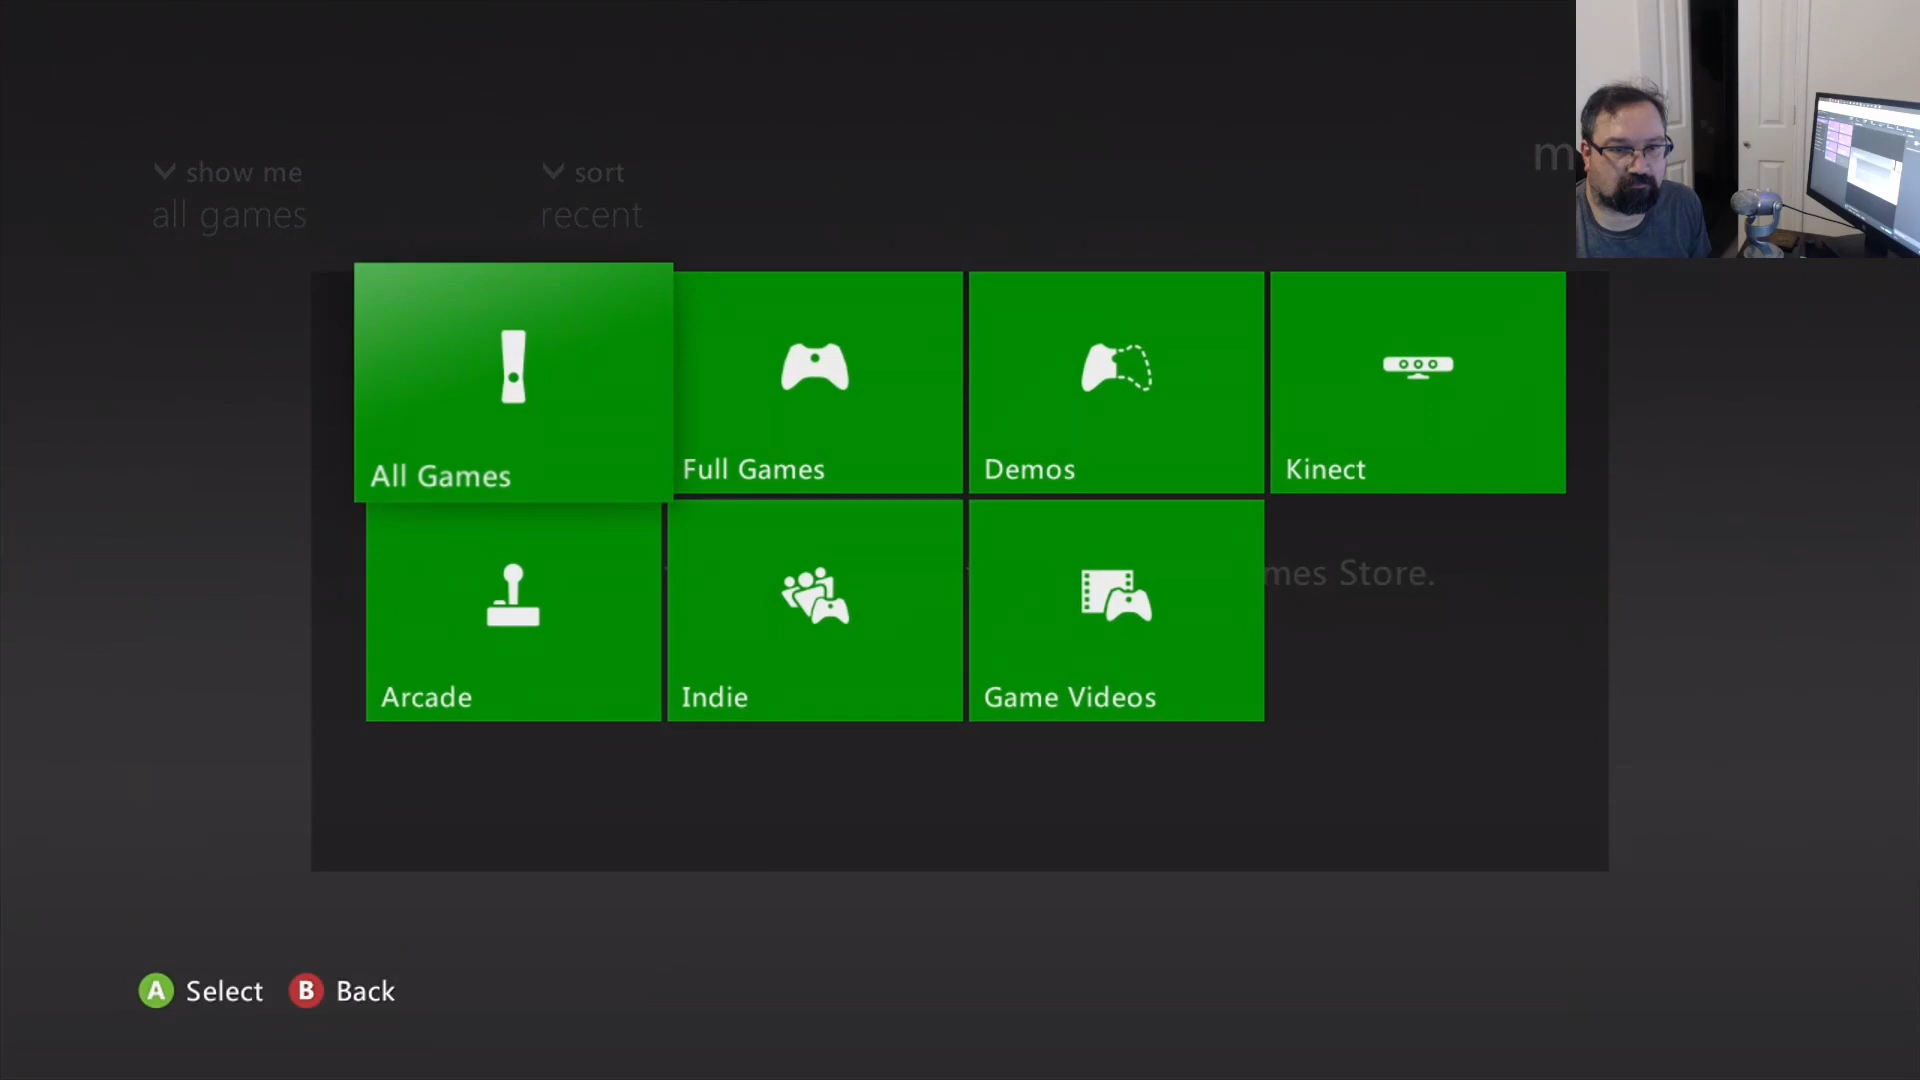 show me
sort
m
all games
recent
All Games
Full Games
Demos
Kinect
mes Store.
Arcade
Indie
Game Videos
A Select
B Back